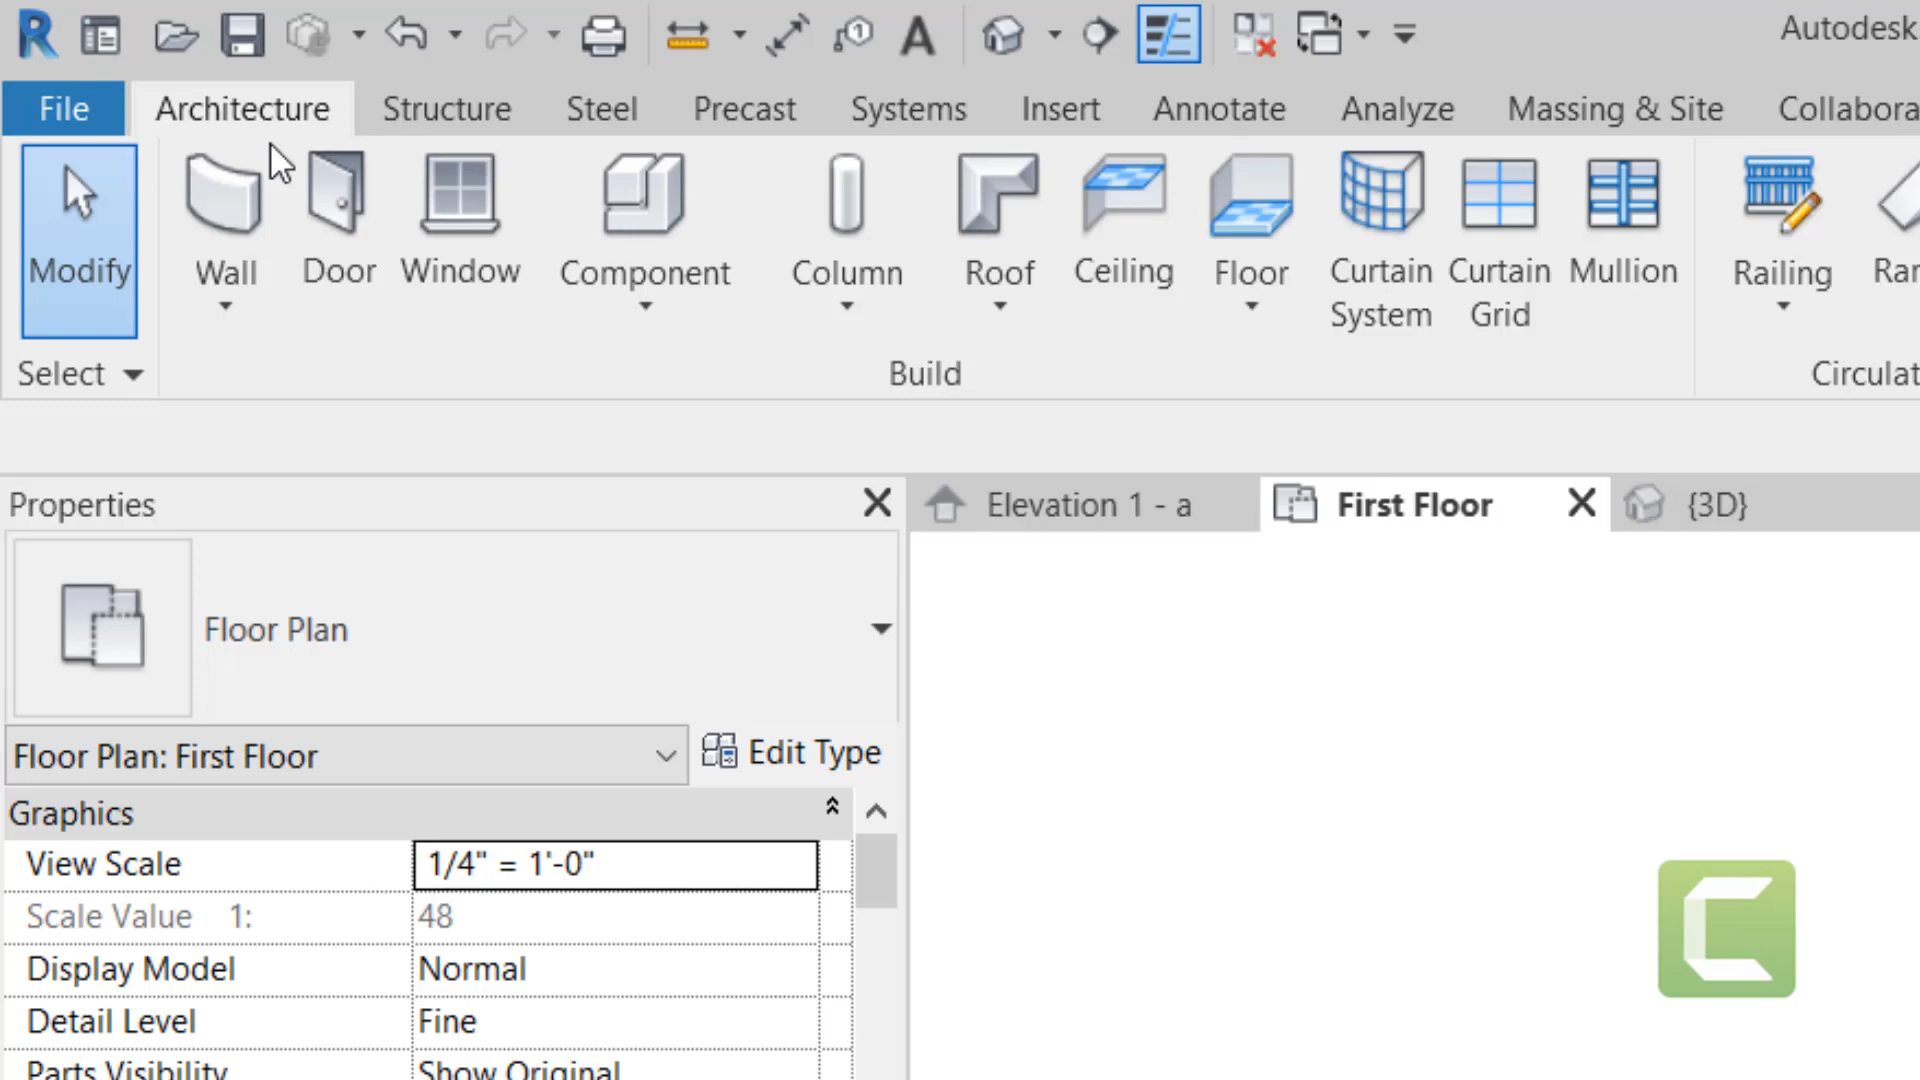 Autodesk
File Architecture Structure Steel Precast Systems Insert Annotate Analyze Massing & Site Collabora
Modify Wall Door Window Component Column Roof Ceiling Floor Curtain System Curtain Grid Mullion Railing Ran
Select Build Circulat
Properties
Elevation 1 - a First Floor {3D}
Floor Plan
Floor Plan: First Floor Edit Type
Graphics
View Scale 1/4" = 1'-0"
Scale Value 1: 48
Display Model Normal
Detail Level Fine
Parts Visibility Show Original